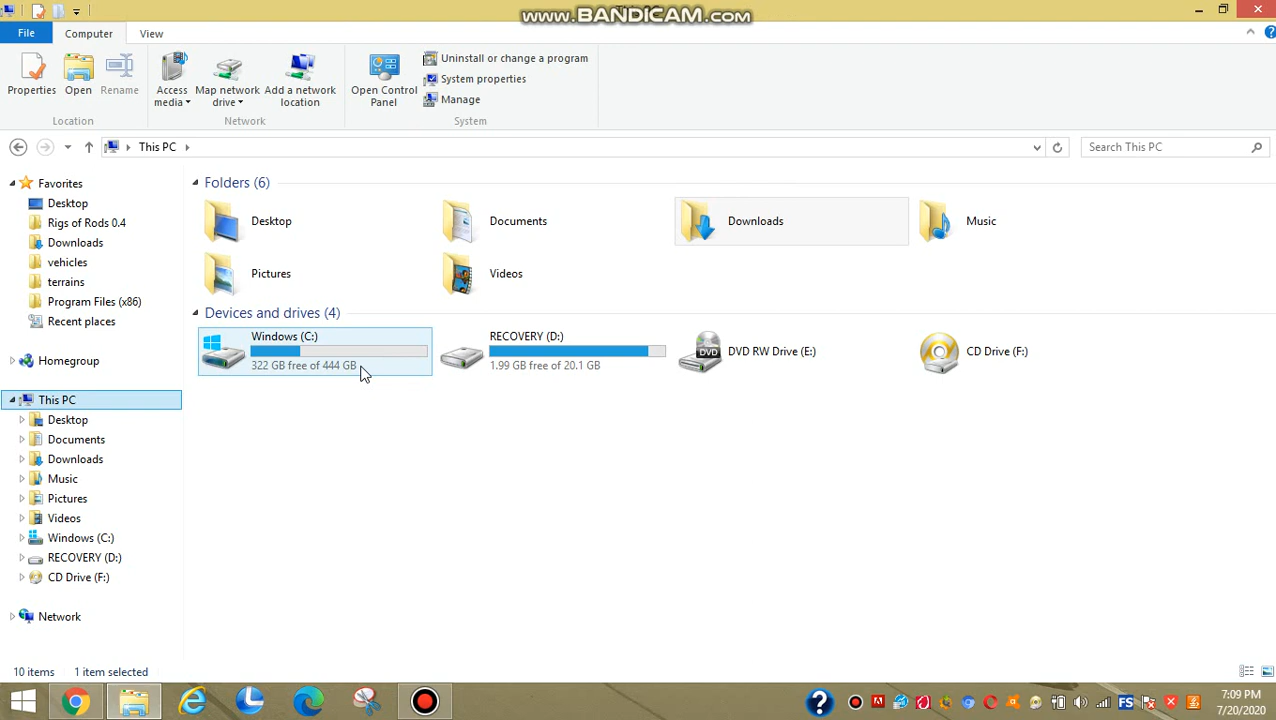 www.BANDICAM.com
File
Computer
View
Properties
Open
Rename
Access media
Map network drive
Add a network location
Open Control Panel
Uninstall or change a program
System properties
Manage
Location
Network
System
This PC
Search This PC
Favorites
Desktop
Rigs of Rods 0.4
Downloads
vehicles
terrains
Program Files (x86)
Recent places
Homegroup
This PC
Desktop
Documents
Downloads
Music
Pictures
Videos
Windows (C:)
RECOVERY (D:)
CD Drive (F:)
Network
Folders (6)
Desktop
Documents
Downloads
Music
Pictures
Videos
Devices and drives (4)
Windows (C:)
322 GB free of 444 GB
RECOVERY (D:)
1.99 GB free of 20.1 GB
DVD
DVD RW Drive (E:)
CD Drive (F:)
10 items
1 item selected
FS
7:09 PM
7/20/2020